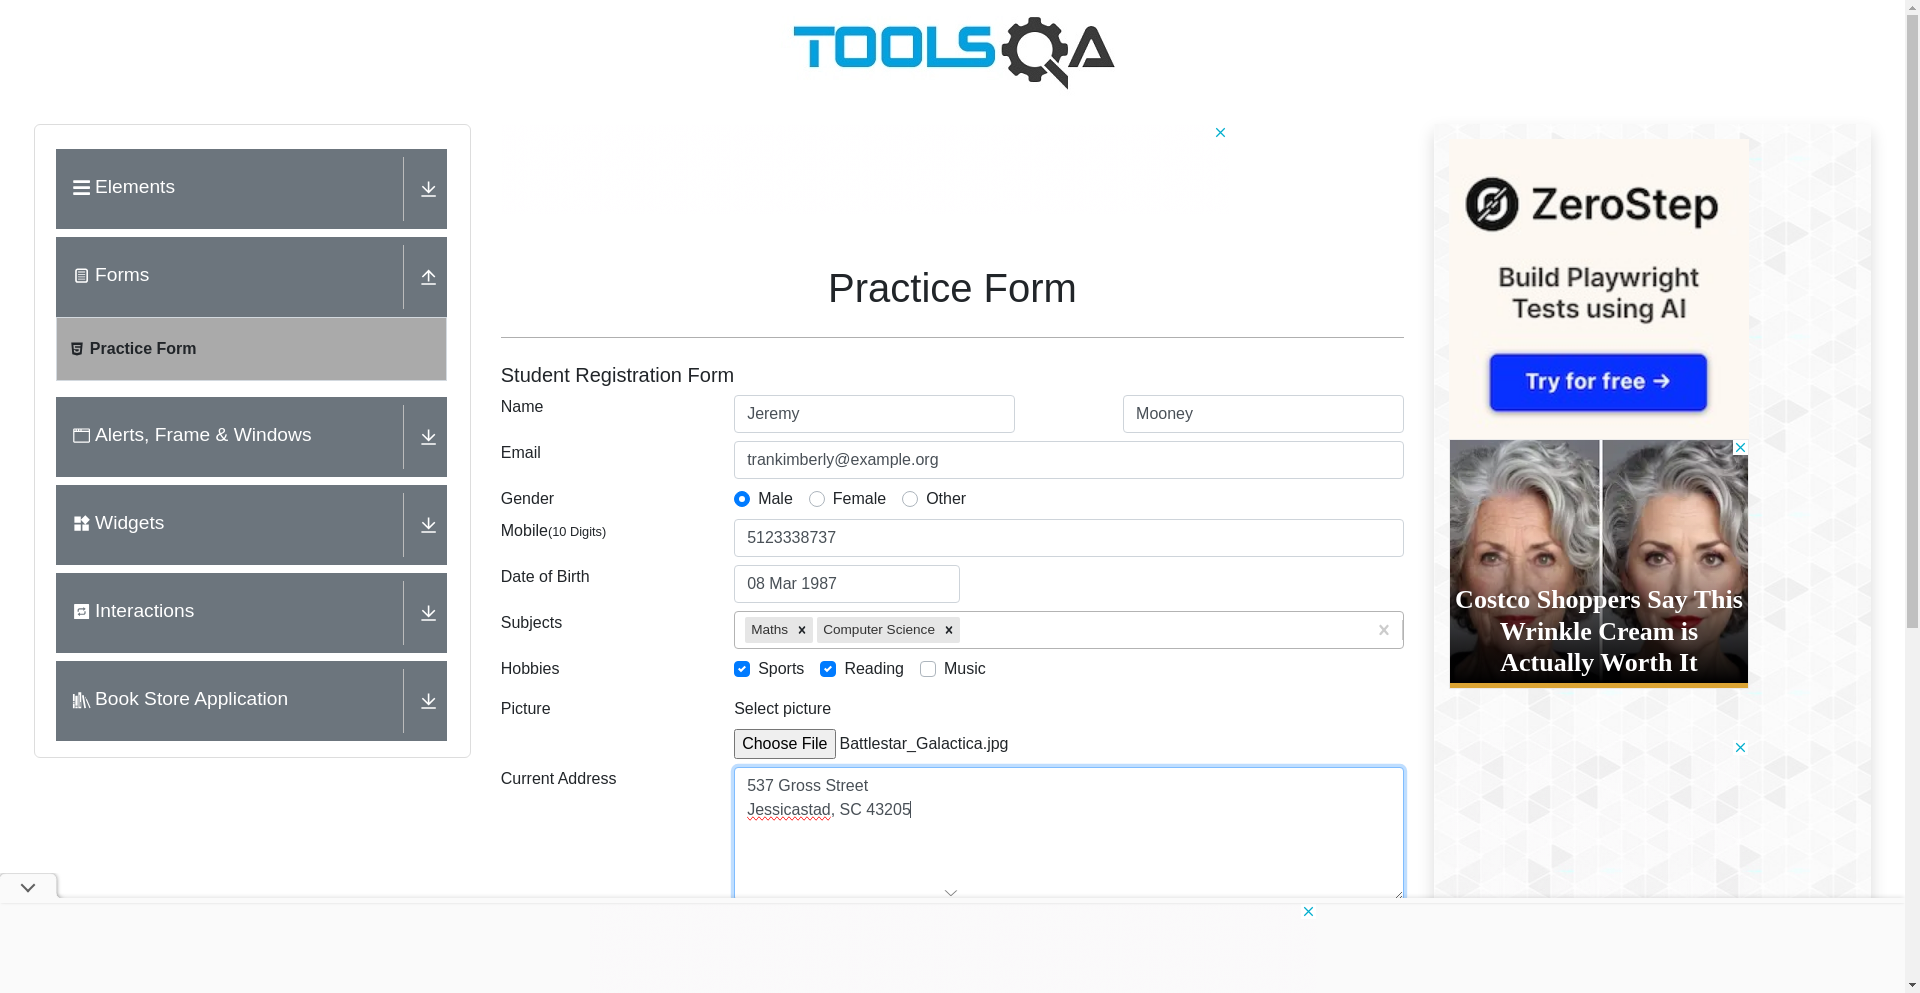 TOOLSQA
Elements
Forms
Practice Form
Alerts, Frame & Windows
Widgets
Interactions
Book Store Application
Practice Form
Student Registration Form
Name
Jeremy
Mooney
Email
trankimberly@example.org
Gender
Male
Female
Other
Mobile(10 Digits)
5123338737
Date of Birth
08 Mar 1987
Subjects
Maths
Computer Science
Hobbies
Sports
Reading
Music
Picture
Select picture
Choose File Battlestar_Galactica.jpg
Current Address
537 Gross Street
Jessicastad, SC 43205
ZeroStep
Build Playwright
Tests using AI
Try for free →
Costco Shoppers Say This
Wrinkle Cream is
Actually Worth It